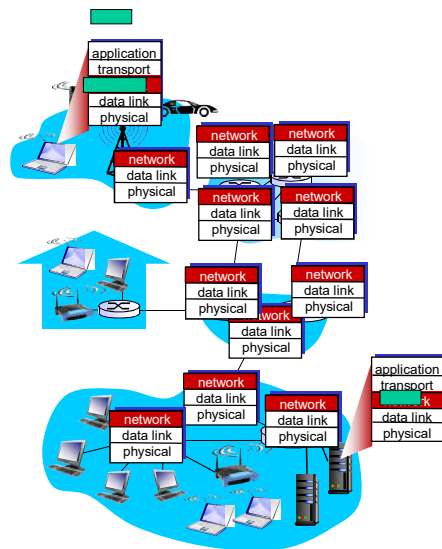 application
transport
data link
physical
network
data link
physical
network
data link
physical
network
data link
physical
network
data link
physical
network
data link
physical
network
data link
physical
network
data link
physical
network
data link
physical
application
transport
data link
physical
network
data link
physical
network
data link
physical
network
data link
physical